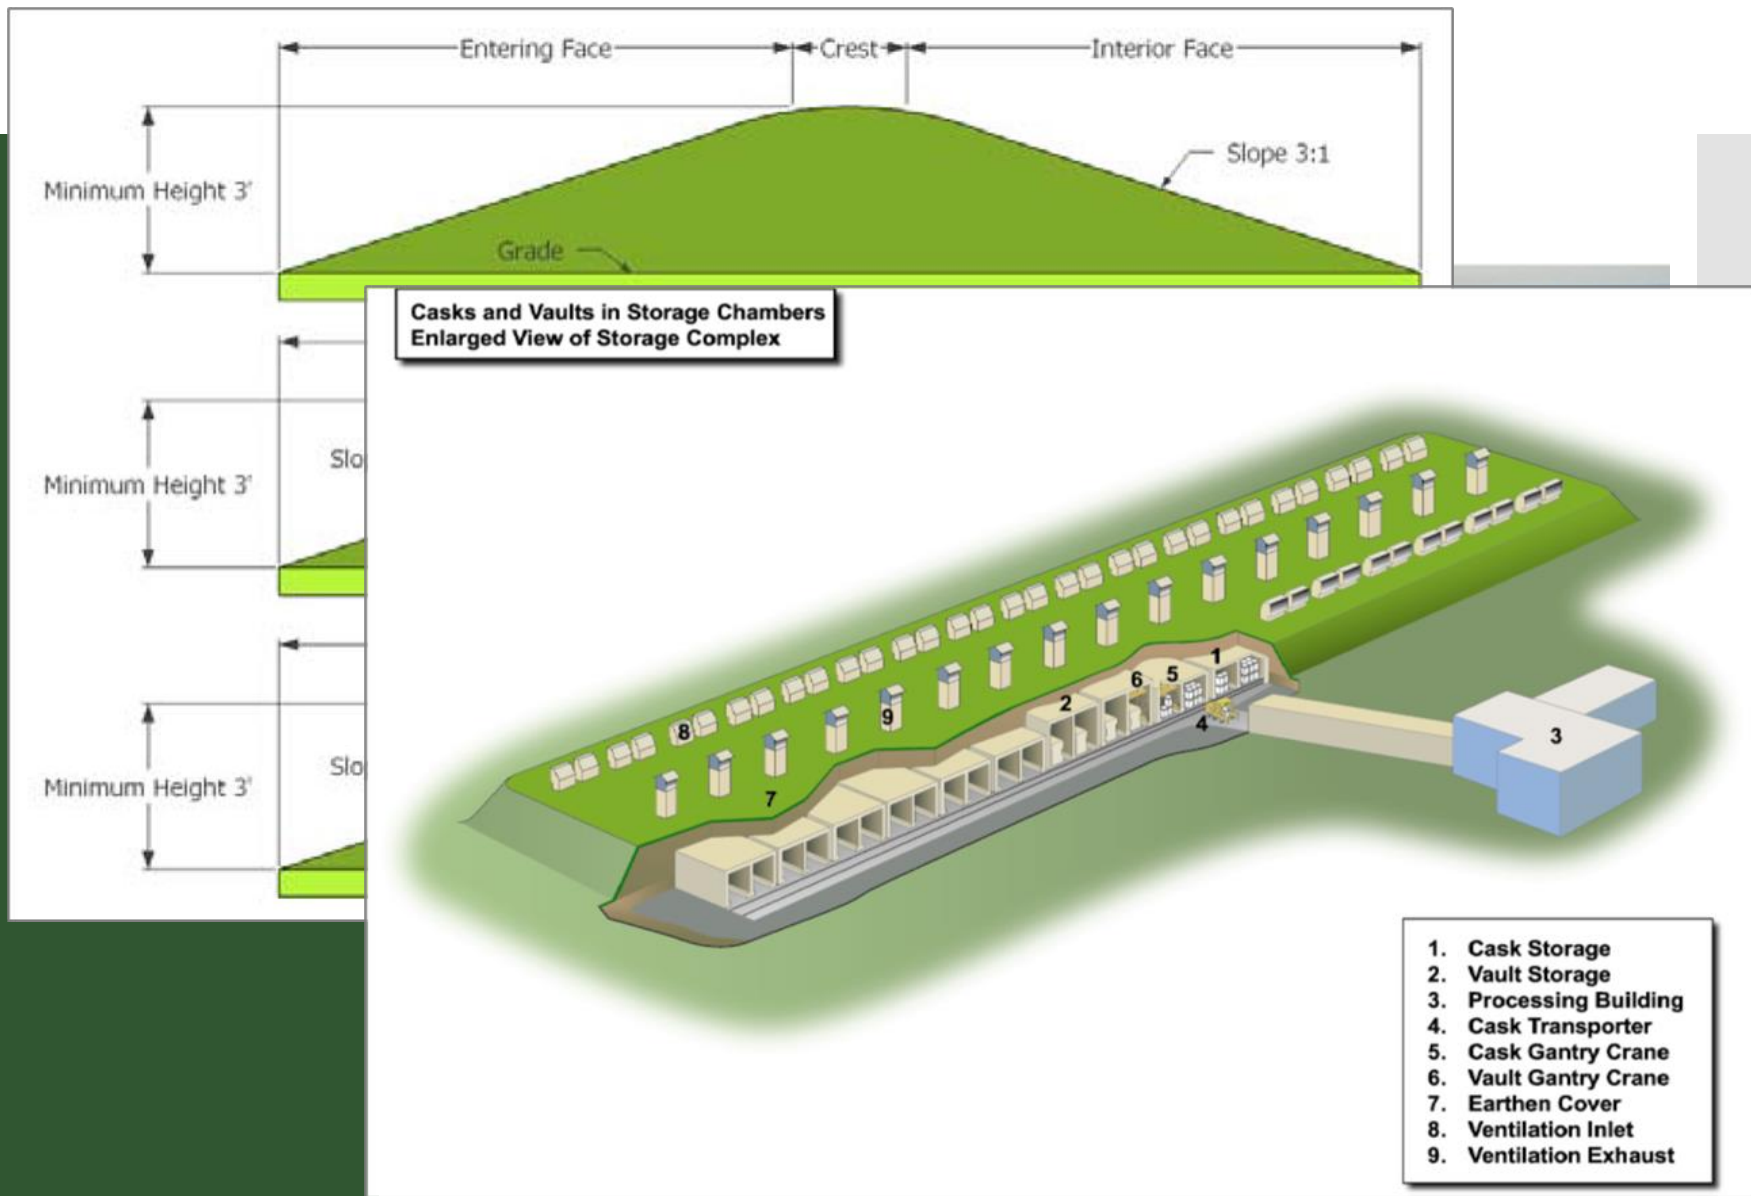 Entering Face
Crest
Interior Face
Minimum Height 3'
Slope 3:1
Grade
Minimum Height 3'
Slo
Minimum Height 3'
Slo
Casks and Vaults in Storage Chambers
Enlarged View of Storage Complex
1
2
3
4
5
6
7
8
9
1. Cask Storage
2. Vault Storage
3. Processing Building
4. Cask Transporter
5. Cask Gantry Crane
6. Vault Gantry Crane
7. Earthen Cover
8. Ventilation Inlet
9. Ventilation Exhaust